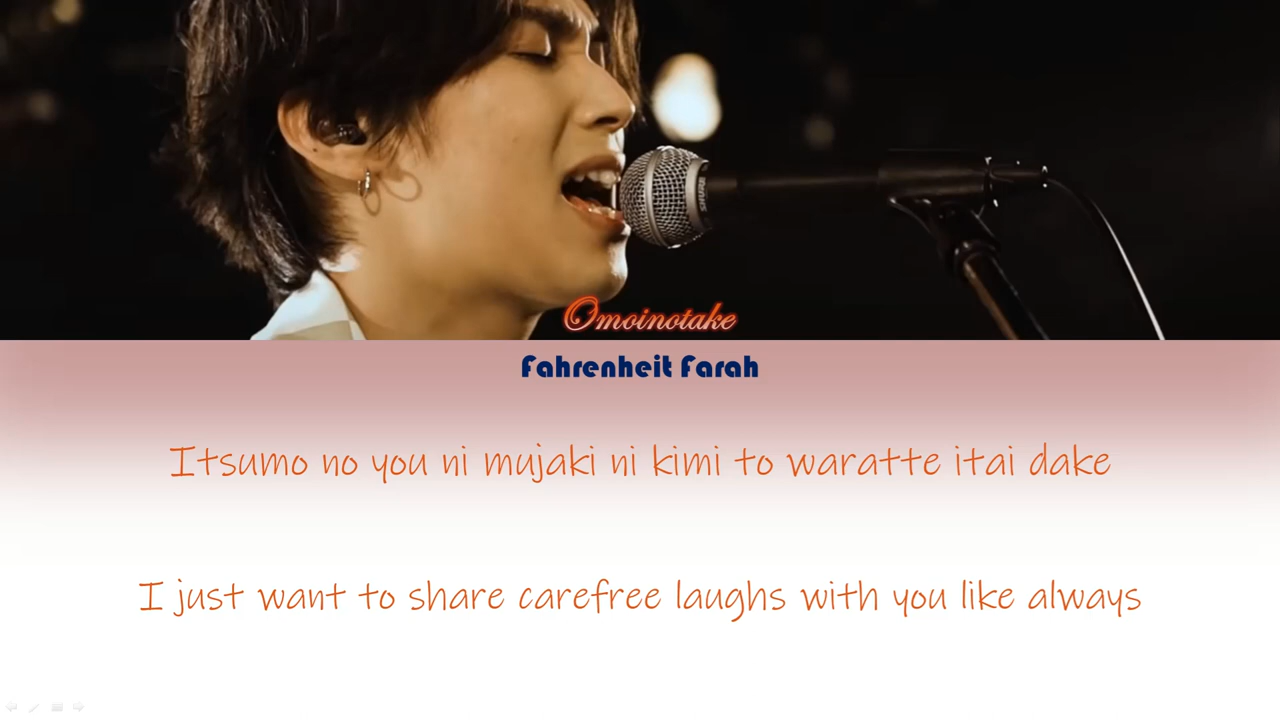 Omoinotake
Fahrenheit Farah
Itsumo no you ni mujaki ni kimi to waratte itai dake
I just want to share carefree laughs with you like always